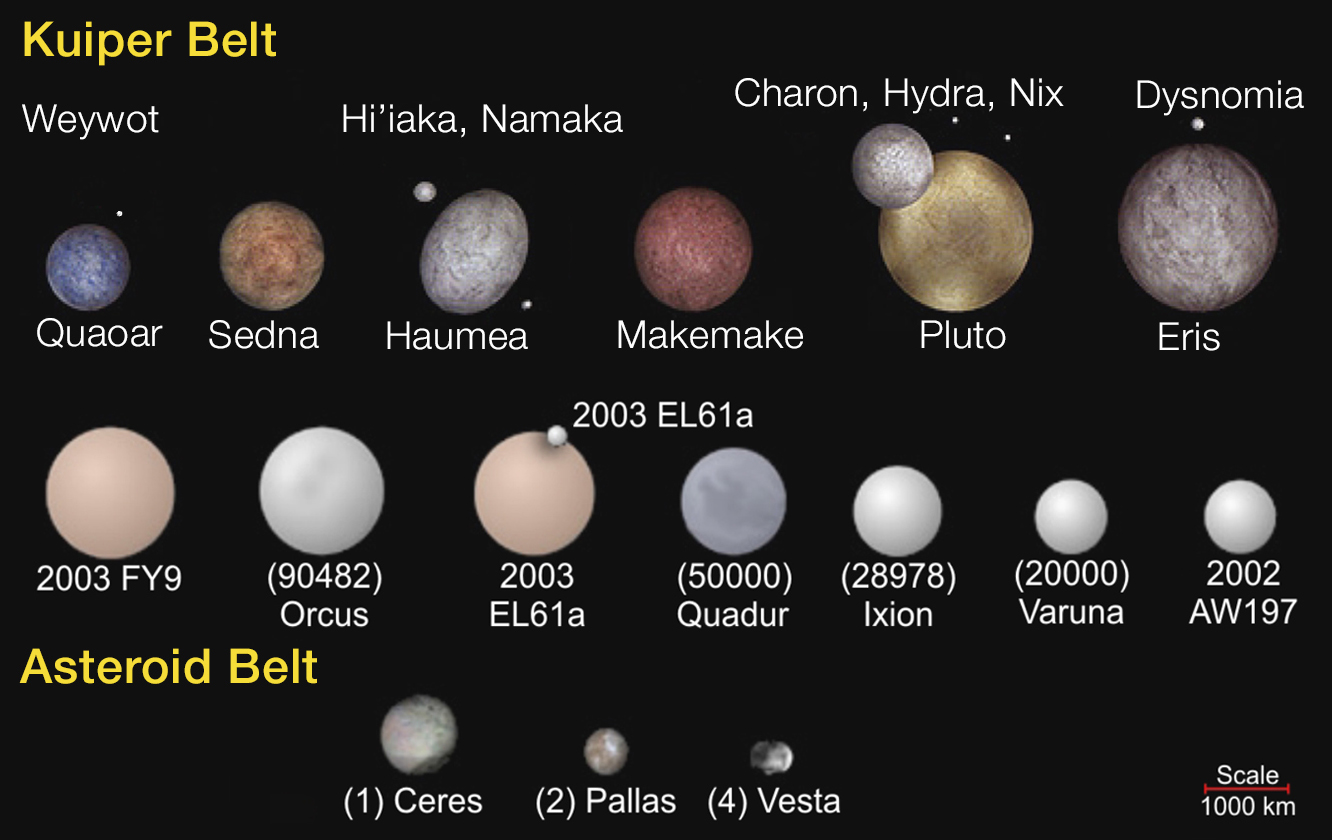 Kuiper Belt
Weywot
Hi’iaka, Namaka
Charon, Hydra, Nix
Dysnomia
Quaoar
Sedna
Haumea
Makemake
Pluto
Eris
2003 EL61a
2003 FY9
(90482)
Orcus
2003
EL61a
(50000)
Quadur
(28978)
Ixion
(20000)
Varuna
2002
AW197
Asteroid Belt
(1) Ceres
(2) Pallas
(4) Vesta
Scale
1000 km